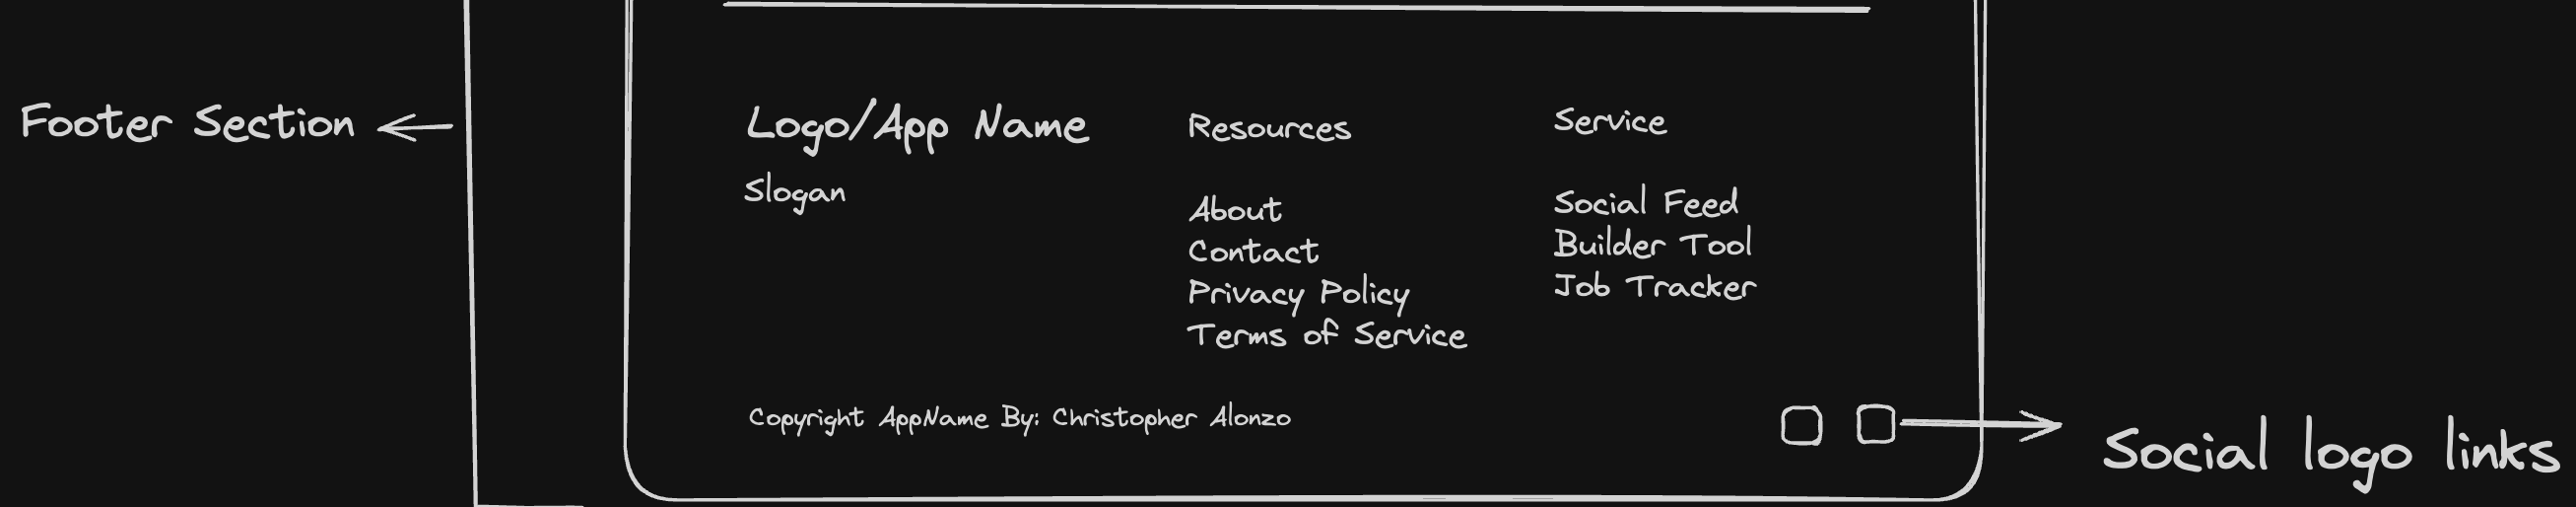 Footer Section
Logo/App Name
Slogan
Resources
About
Contact
Privacy Policy
Terms of Service
Service
Social Feed
Builder Tool
Job Tracker
Copyright AppName By: Christopher Alonzo
Social logo links